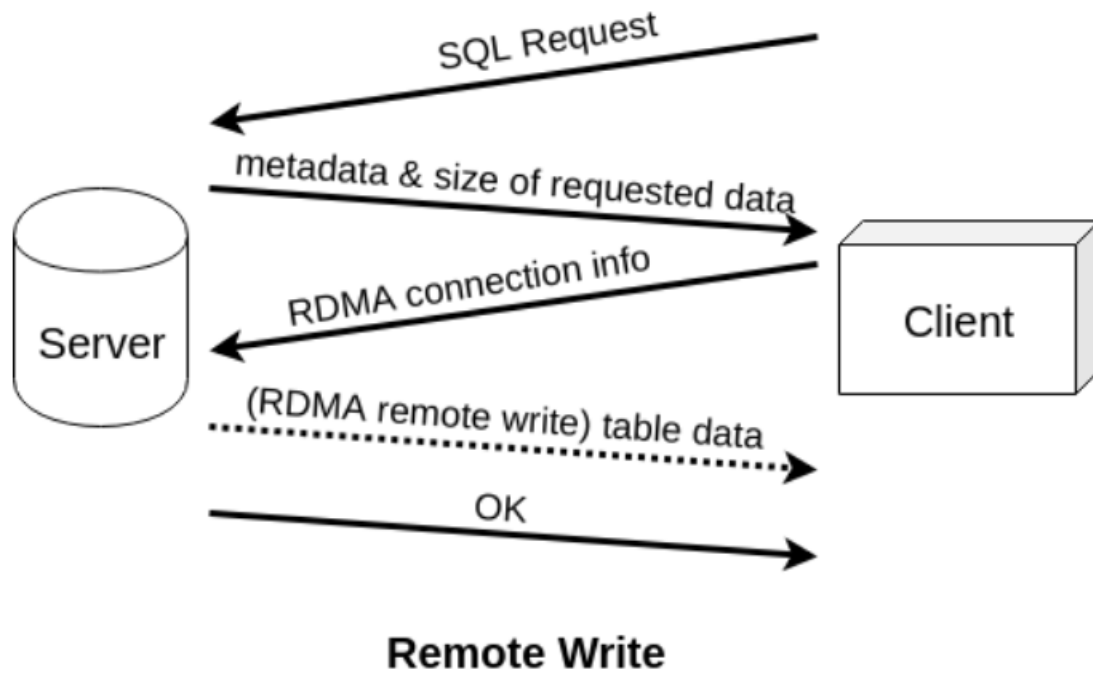 SQL Request
metadata & size of requested data
RDMA connection info
Server
Client
(RDMA remote write) table data
OK
Remote Write